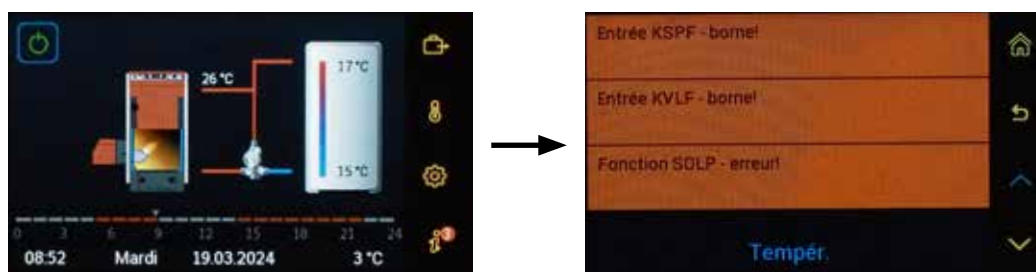 26 °C
17 °C
15 °C
0 3 6 9 12 15 18 21 24
3
08:52 Mardi 19.03.2024 3 °C
Entrée KSPF - borne!
Entrée KVLF - borne!
Fonction SOLP - erreur!
Tempér.